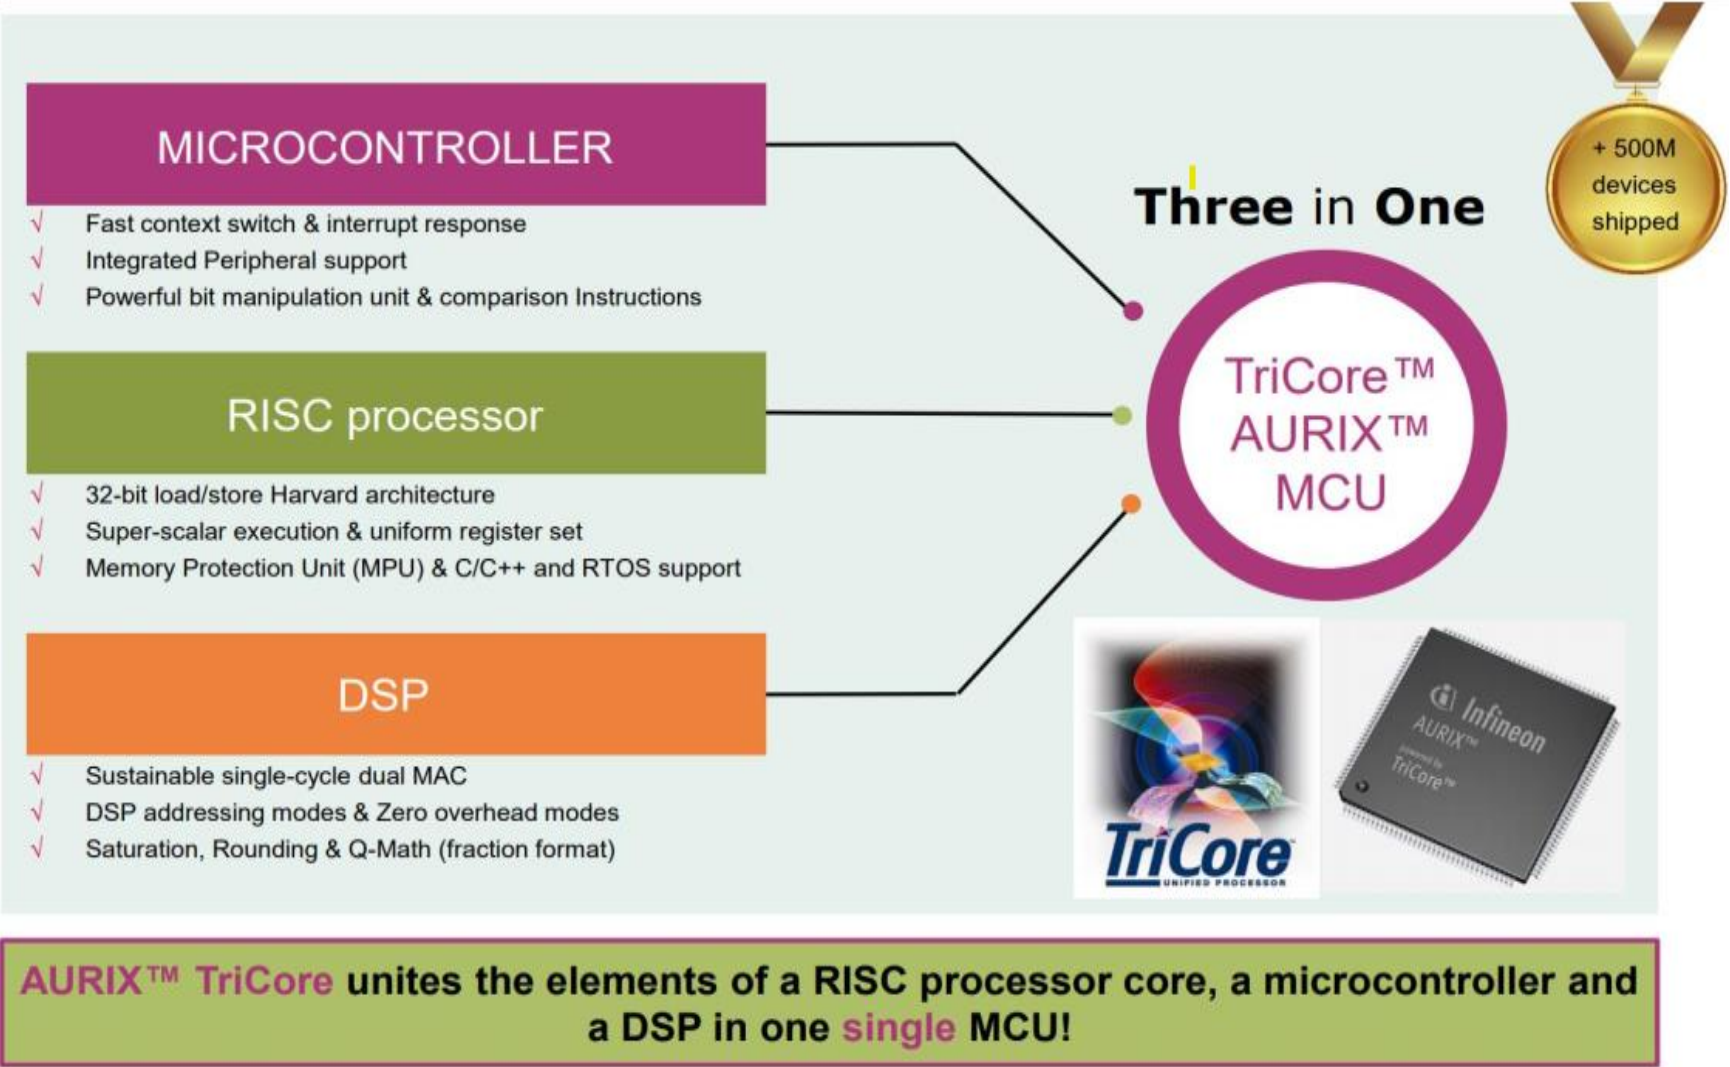 MICROCONTROLLER
√ Fast context switch & interrupt response
√ Integrated Peripheral support
√ Powerful bit manipulation unit & comparison Instructions
RISC processor
√ 32-bit load/store Harvard architecture
√ Super-scalar execution & uniform register set
√ Memory Protection Unit (MPU) & C/C++ and RTOS support
DSP
√ Sustainable single-cycle dual MAC
√ DSP addressing modes & Zero overhead modes
√ Saturation, Rounding & Q-Math (fraction format)
+ 500M
devices
shipped
Three in One
TriCore™
AURIX™
MCU
TriCore™
UNIFIED PROCESSOR
Infineon
AURIX™
powered by
TriCore™
AURIX™ TriCore unites the elements of a RISC processor core, a microcontroller and
a DSP in one single MCU!